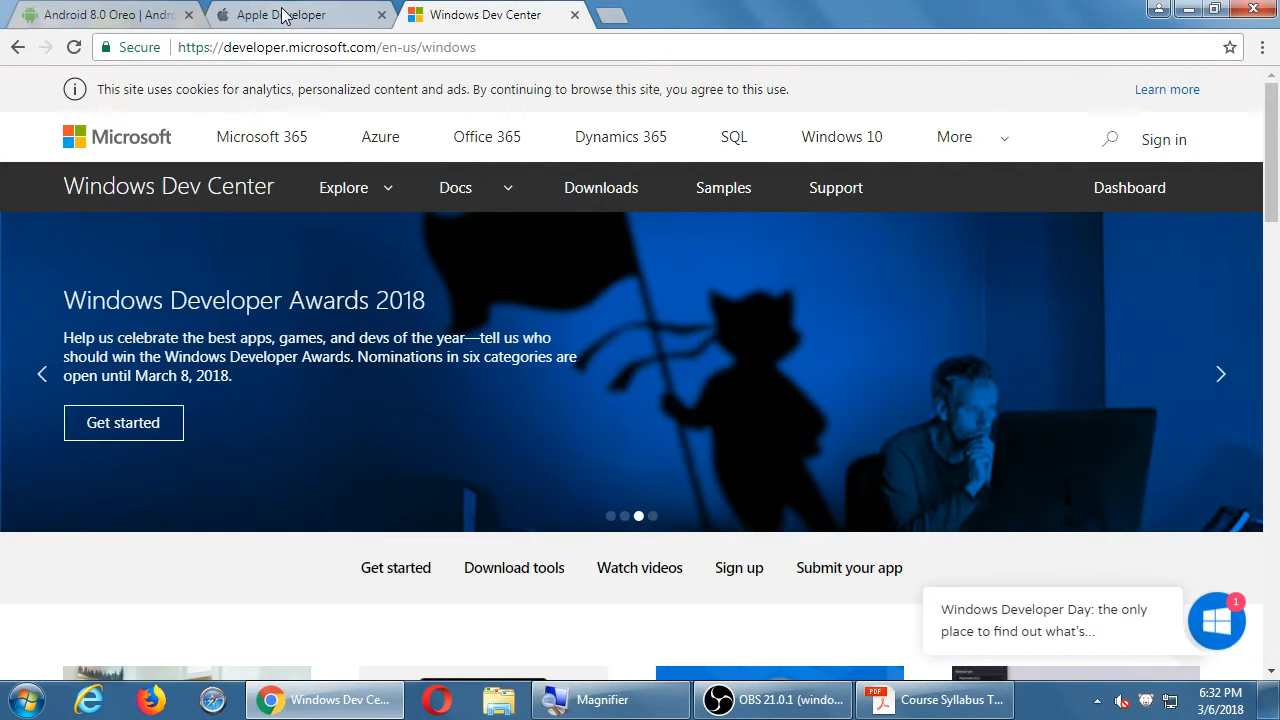 Android 8.0 Oreo | Andro
Apple Developer
Windows Dev Center
Secure
https://developer.microsoft.com/en-us/windows
This site uses cookies for analytics, personalized content and ads. By continuing to browse this site, you agree to this use.
Learn more
Microsoft
Microsoft 365
Azure
Office 365
Dynamics 365
SQL
Windows 10
More
Sign in
Windows Dev Center
Explore
Docs
Downloads
Samples
Support
Dashboard
Windows Developer Awards 2018
Help us celebrate the best apps, games, and devs of the year—tell us who
should win the Windows Developer Awards. Nominations in six categories are
open until March 8, 2018.
Get started
Get started
Download tools
Watch videos
Sign up
Submit your app
Windows Developer Day: the only
place to find out what's...
1
Windows Dev Ce...
Magnifier
OBS 21.0.1 (windo...
PDF
Course Syllabus T...
6:32 PM
3/6/2018